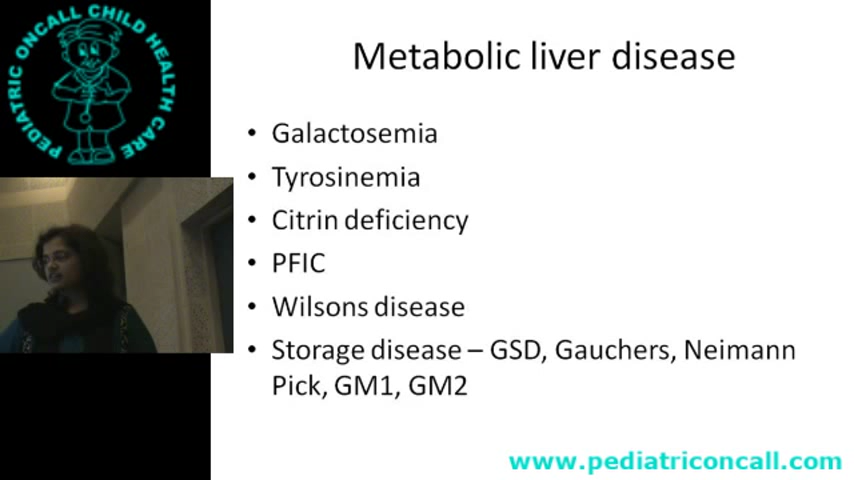 PEDIATRIC ONCALL CHILD HEALTH CARE
Metabolic liver disease
• Galactosemia
• Tyrosinemia
• Citrin deficiency
• PFIC
• Wilsons disease
• Storage disease – GSD, Gauchers, Neimann
Pick, GM1, GM2
www.pediatriconcall.com